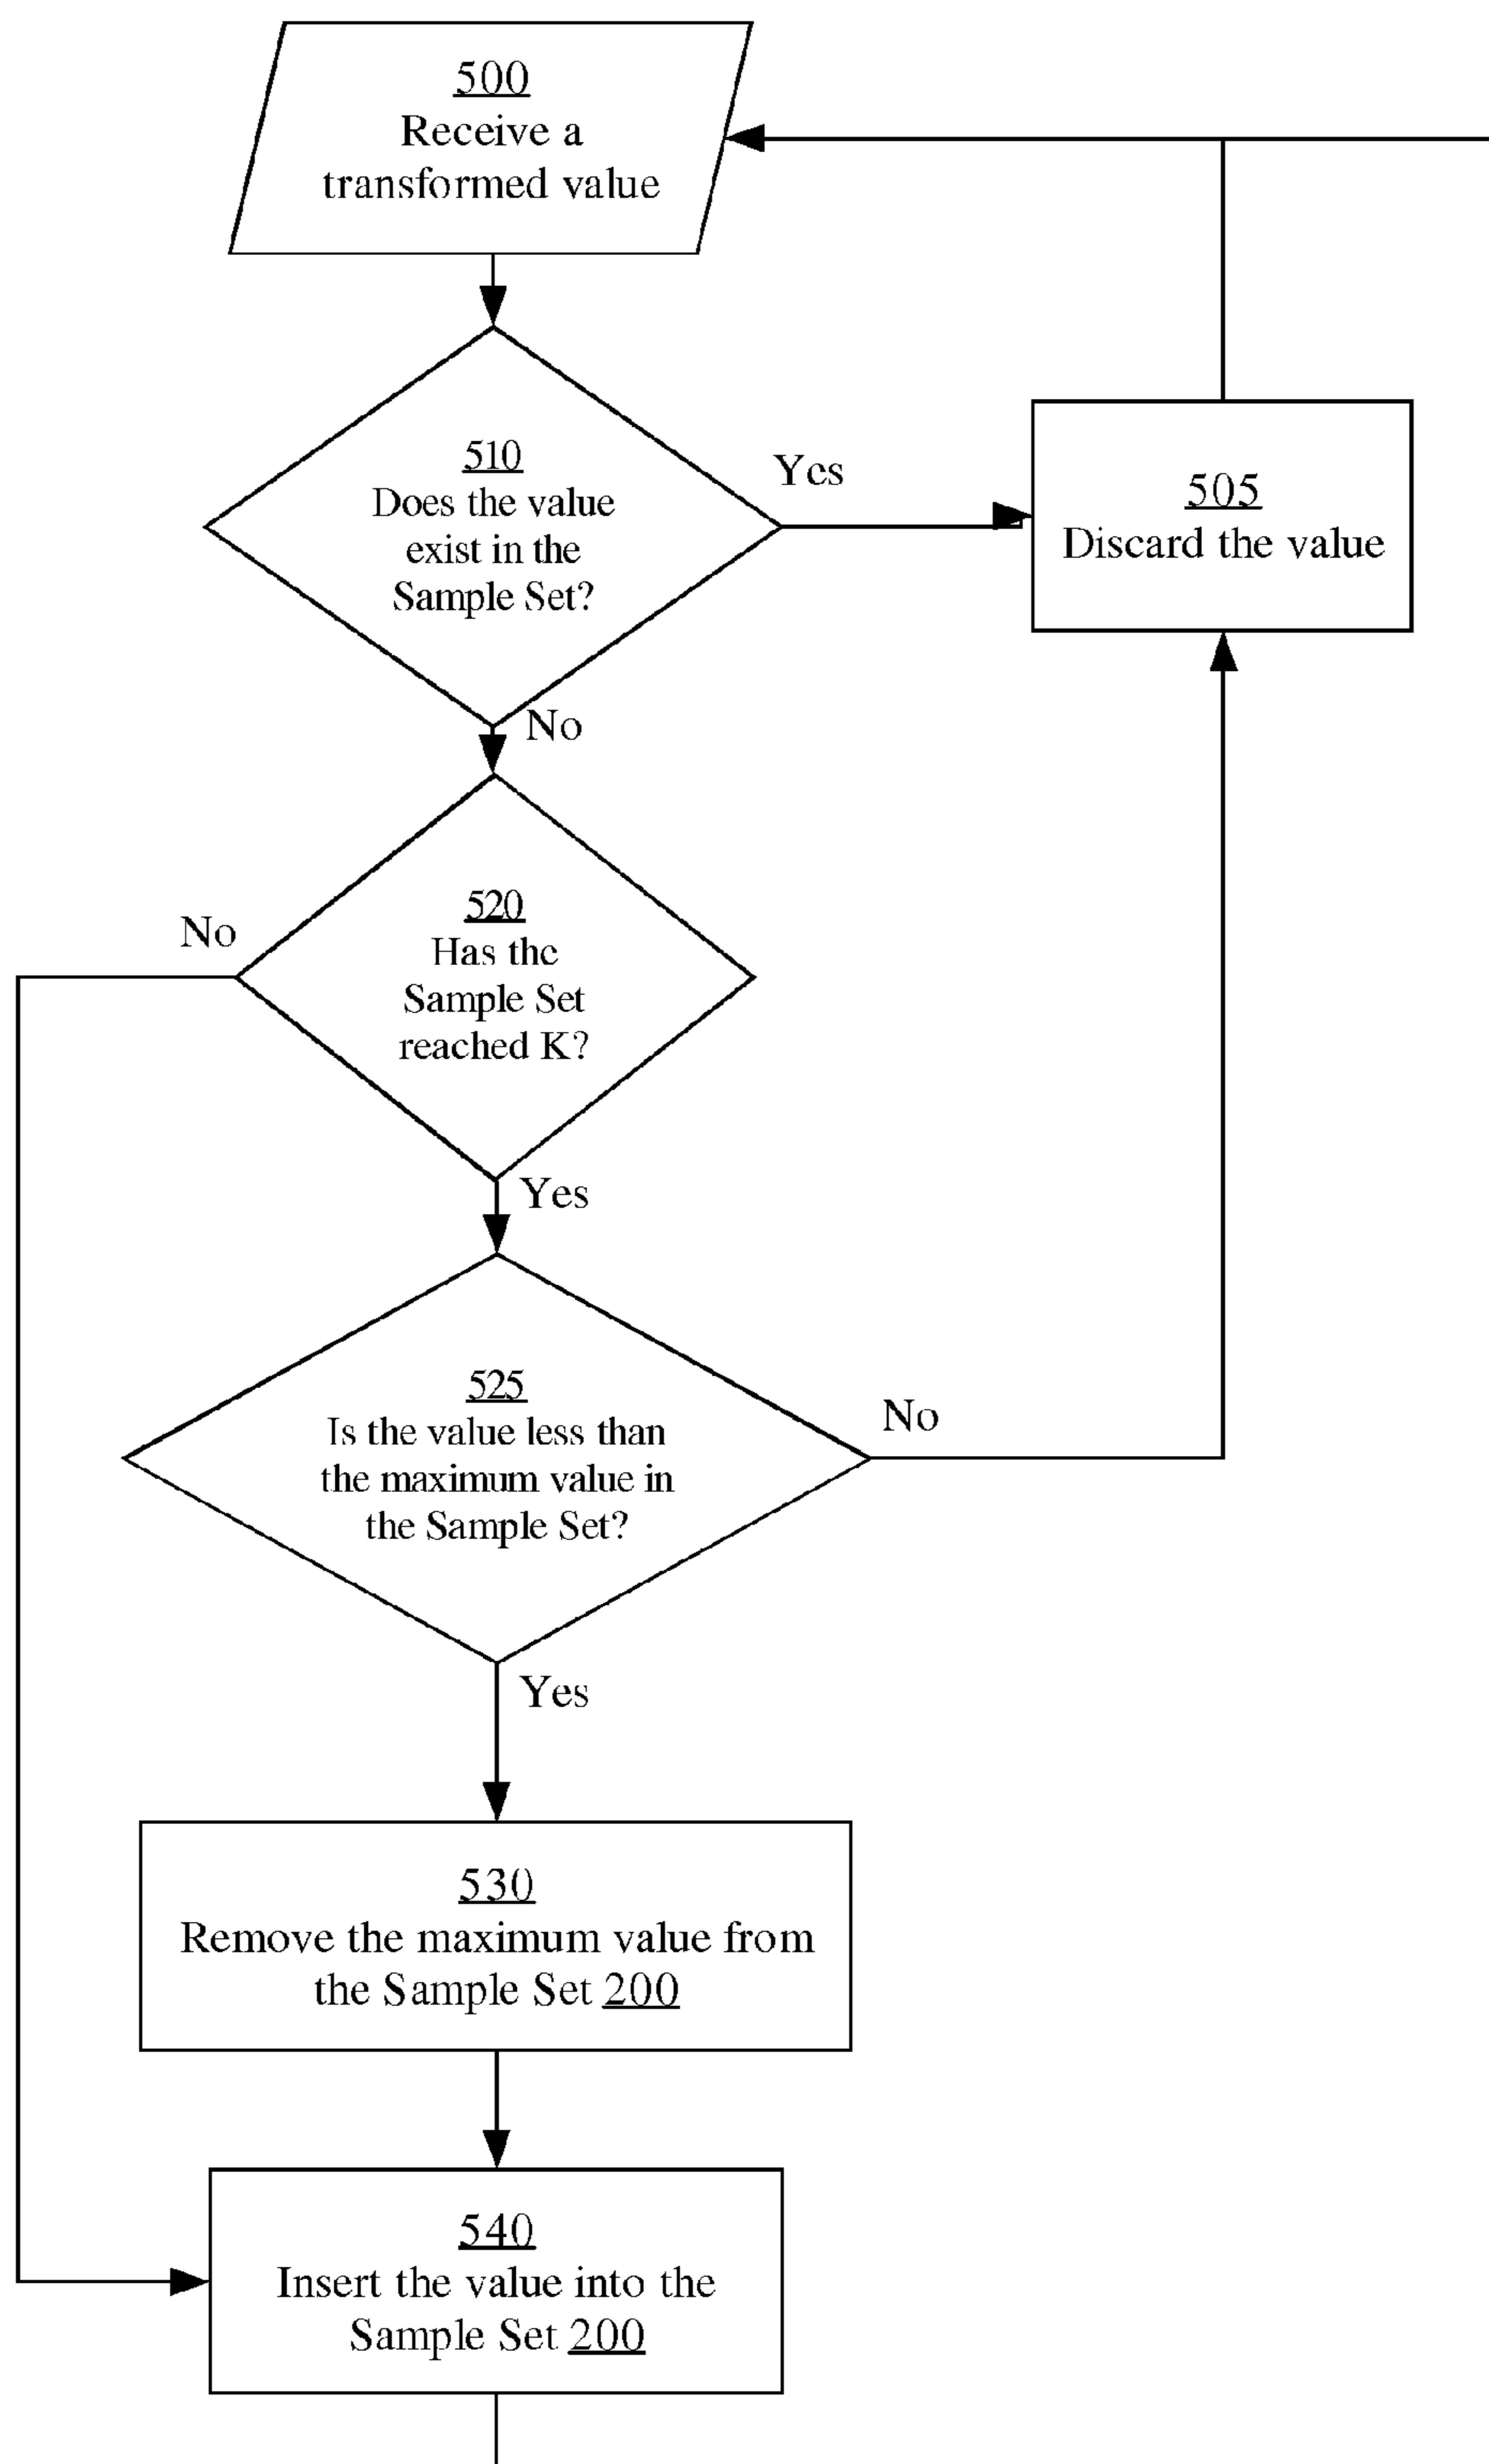 500
Receive a
transformed value
510
Does the value
exist in the
Sample Set?
Yes
505
Discard the value
No
520
Has the
Sample Set
reached K?
No
Yes
525
Is the value less than
the maximum value in
the Sample Set?
No
Yes
530
Remove the maximum value from
the Sample Set 200
540
Insert the value into the
Sample Set 200